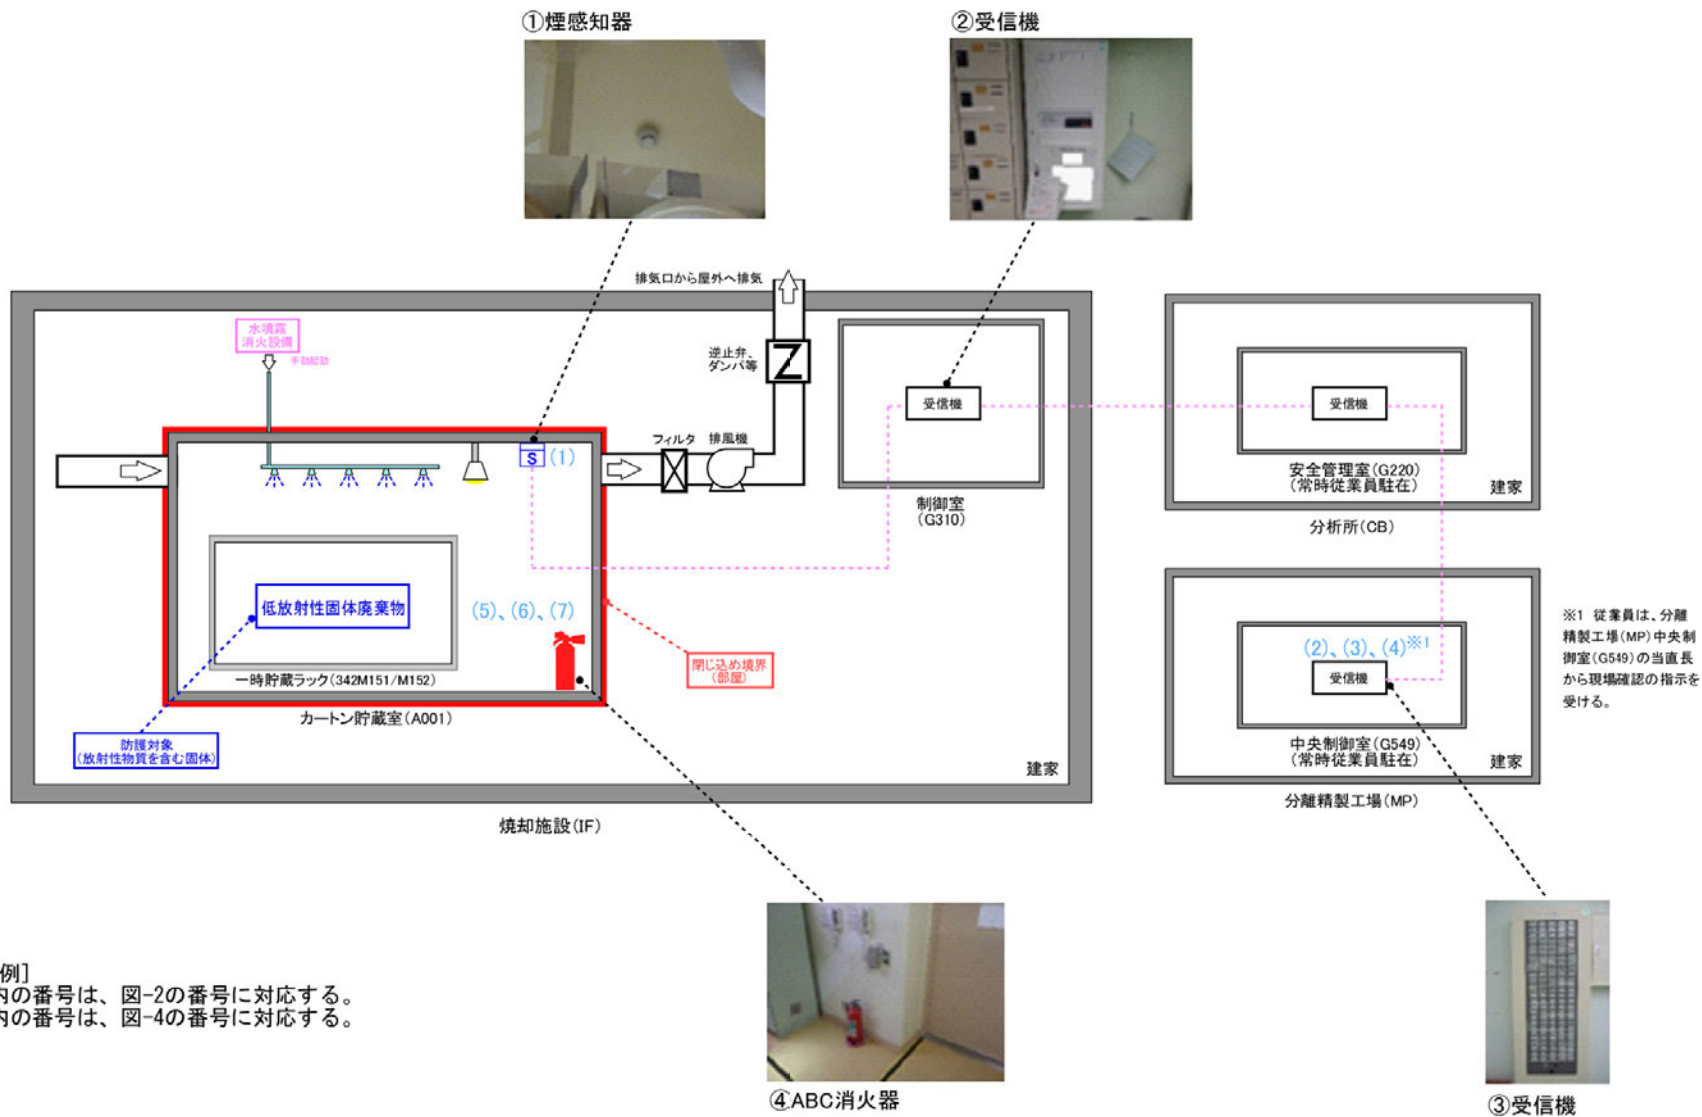 ①煙感知器
②受信機
排気口から屋外へ排気
水噴霧
消火設備
手動起動
逆止弁、
ダンパ等
受信機
受信機
S
(1)
フィルタ
排風機
制御室
(G310)
安全管理室(G220)
(常時従業員駐在)
建家
分析所(CB)
低放射性固体廃棄物
(5)、(6)、(7)
一時貯蔵ラック(342M151/M152)
カートン貯蔵室(A001)
閉じ込め境界
(部屋)
防護対象
(放射性物質を含む固体)
建家
焼却施設(IF)
(2)、(3)、(4)※1
受信機
中央制御室(G549)
(常時従業員駐在)
建家
分離精製工場(MP)
※1 従業員は、分離
精製工場(MP)中央制
御室(G549)の当直長
から現場確認の指示を
受ける。
例]
内の番号は、図-2の番号に対応する。
内の番号は、図-4の番号に対応する。
④ABC消火器
③受信機